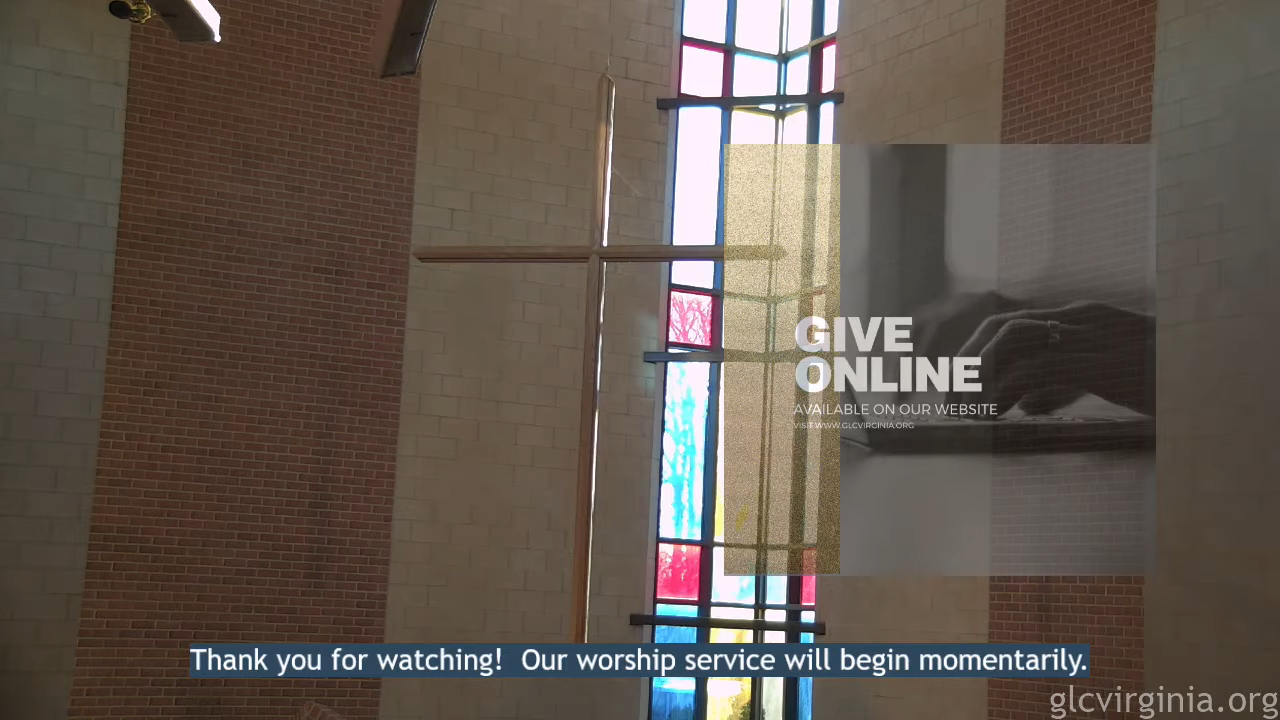 GIVE
ONLINE
AVAILABLE ON OUR WEBSITE
VISIT WWW.GLCVIRGINIA.ORG
Thank you for watching!  Our worship service will begin momentarily.
glcvirginia.org